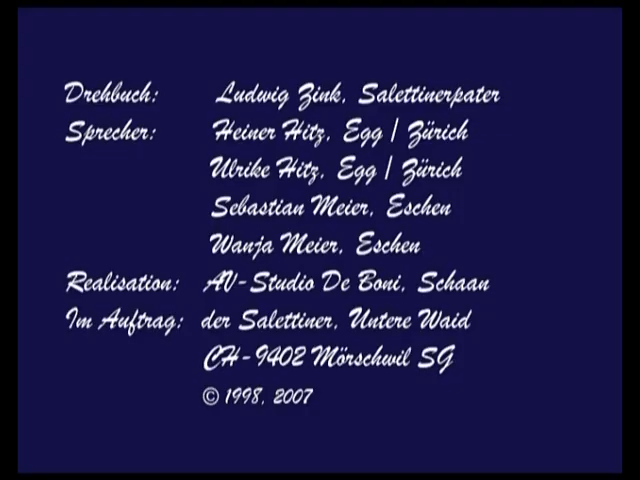 Drehbuch: Ludwig Zink, Salettinerpater
Sprecher: Heiner Hitz, Egg / Zürich
Ulrike Hitz, Egg / Zürich
Sebastian Meier, Eschen
Wanja Meier, Eschen
Realisation: AV-Studio De Boni, Schaan
Im Auftrag: der Salettiner, Untere Waid
CH-9402 Mörschwil SG
© 1998, 2007